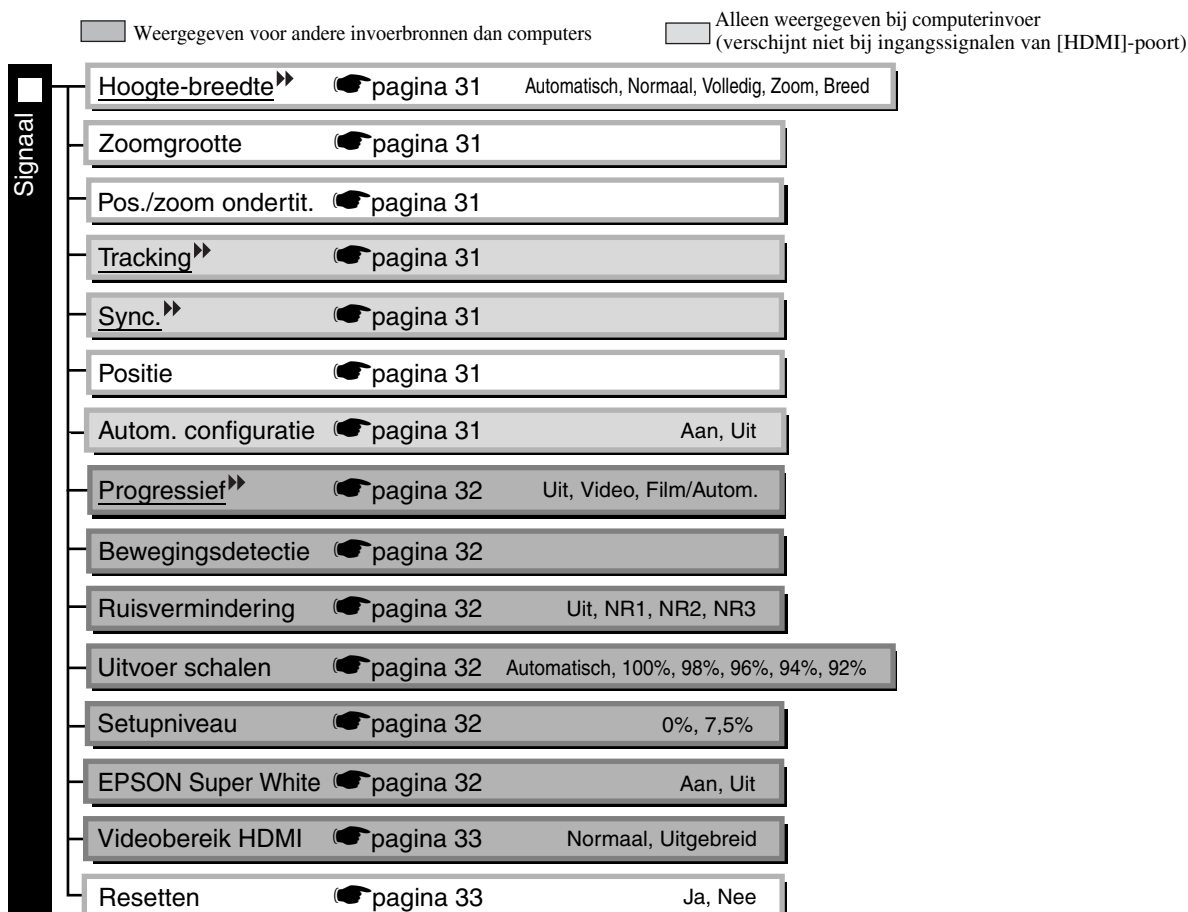 Weergegeven voor andere invoerbronnen dan computers
Alleen weergegeven bij computerinvoer
(verschijnt niet bij ingangssignalen van [HDMI]-poort)
Signaal
Hoogte-breedte pagina 31 Automatisch, Normaal, Volledig, Zoom, Breed
Zoomgrootte pagina 31
Pos./zoom ondertit. pagina 31
Tracking pagina 31
Sync. pagina 31
Positie pagina 31
Autom. configuratie pagina 31 Aan, Uit
Progressief pagina 32 Uit, Video, Film/Autom.
Bewegingsdetectie pagina 32
Ruisvermindering pagina 32 Uit, NR1, NR2, NR3
Uitvoer schalen pagina 32 Automatisch, 100%, 98%, 96%, 94%, 92%
Setupniveau pagina 32 0%, 7,5%
EPSON Super White pagina 32 Aan, Uit
Videobereik HDMI pagina 33 Normaal, Uitgebreid
Resetten pagina 33 Ja, Nee